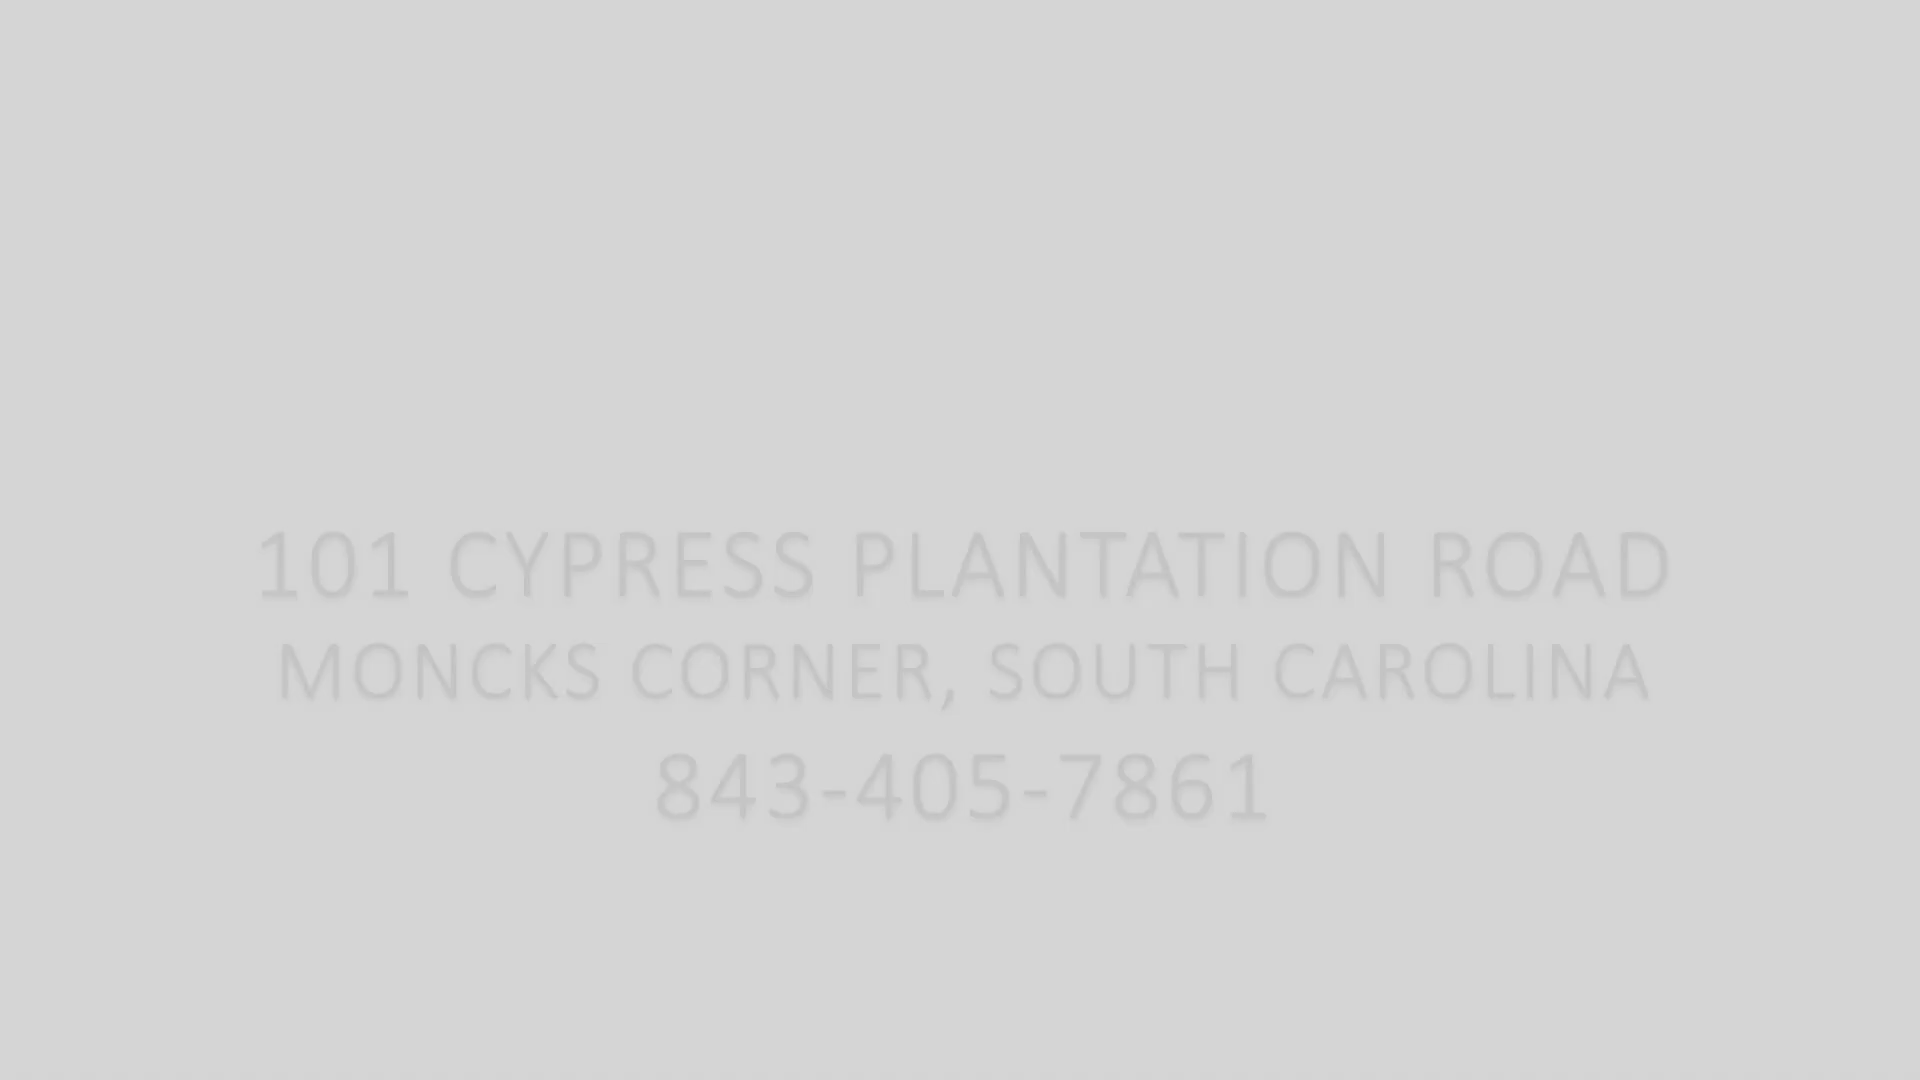 101 CYPRESS PLANTATION ROAD
MONCKS CORNER, SOUTH CAROLINA
843-405-7861